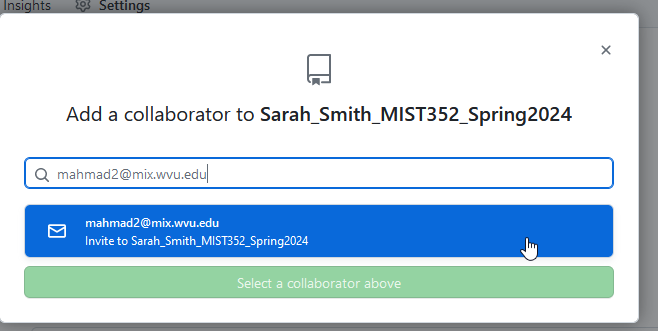 Insights Settings
Add a collaborator to Sarah_Smith_MIST352_Spring2024
mahmad2@mix.wvu.edu
mahmad2@mix.wvu.edu
Invite to Sarah_Smith_MIST352_Spring2024
Select a collaborator above